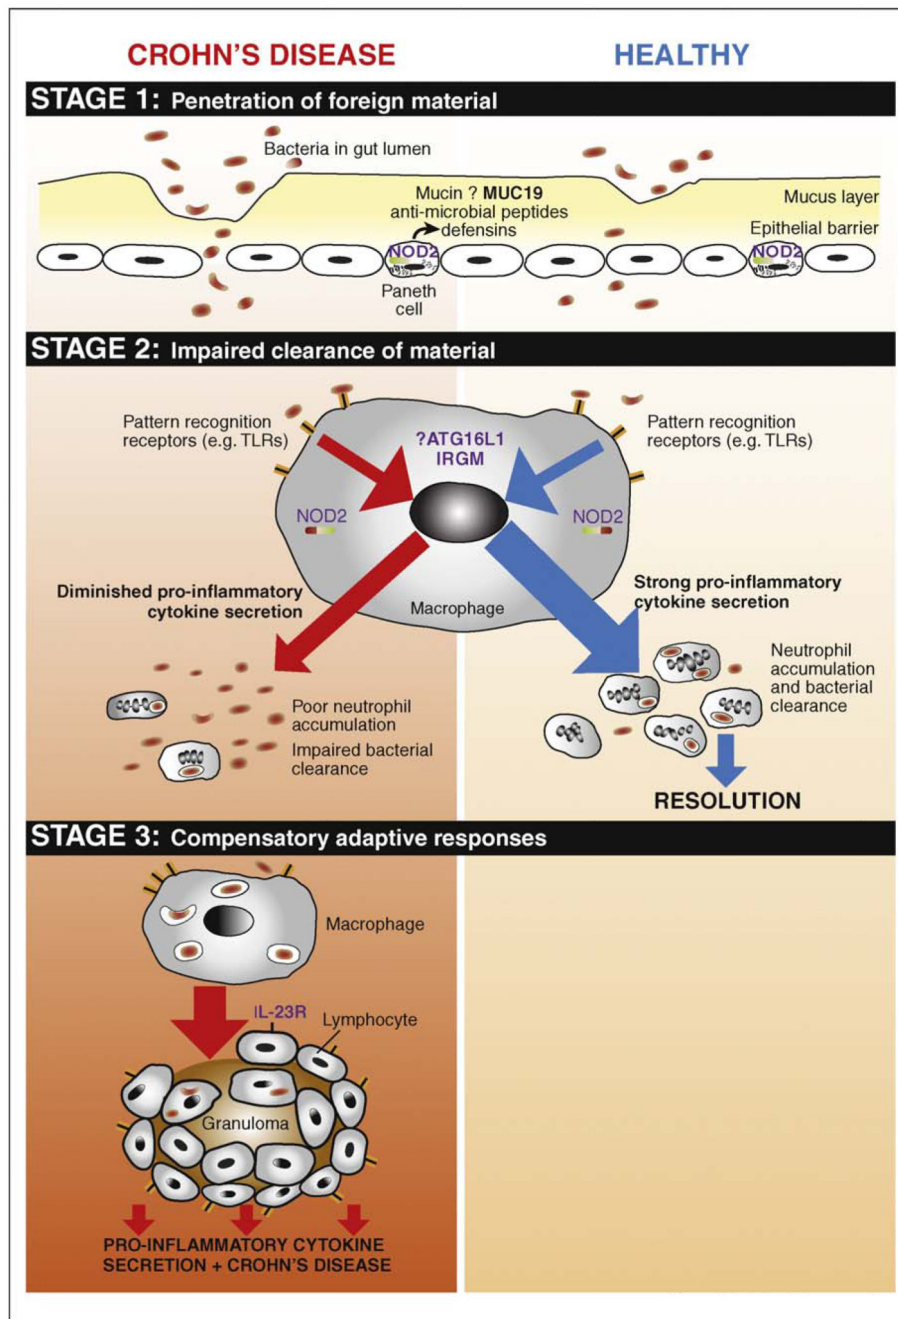 CROHN'S DISEASE
HEALTHY
STAGE 1: Penetration of foreign material
Bacteria in gut lumen
Mucin ? MUC19
anti-microbial peptides
defensins
Mucus layer
Epithelial barrier
NOD2
NOD2
Paneth
cell
STAGE 2: Impaired clearance of material
Pattern recognition
receptors (e.g. TLRs)
?ATG16L1
IRGM
Pattern recognition
receptors (e.g. TLRs)
NOD2
NOD2
Diminished pro-inflammatory
cytokine secretion
Macrophage
Strong pro-inflammatory
cytokine secretion
Poor neutrophil
accumulation
Impaired bacterial
clearance
Neutrophil
accumulation
and bacterial
clearance
RESOLUTION
STAGE 3: Compensatory adaptive responses
Macrophage
IL-23R
Lymphocyte
Granuloma
PRO-INFLAMMATORY CYTOKINE
SECRETION + CROHN'S DISEASE